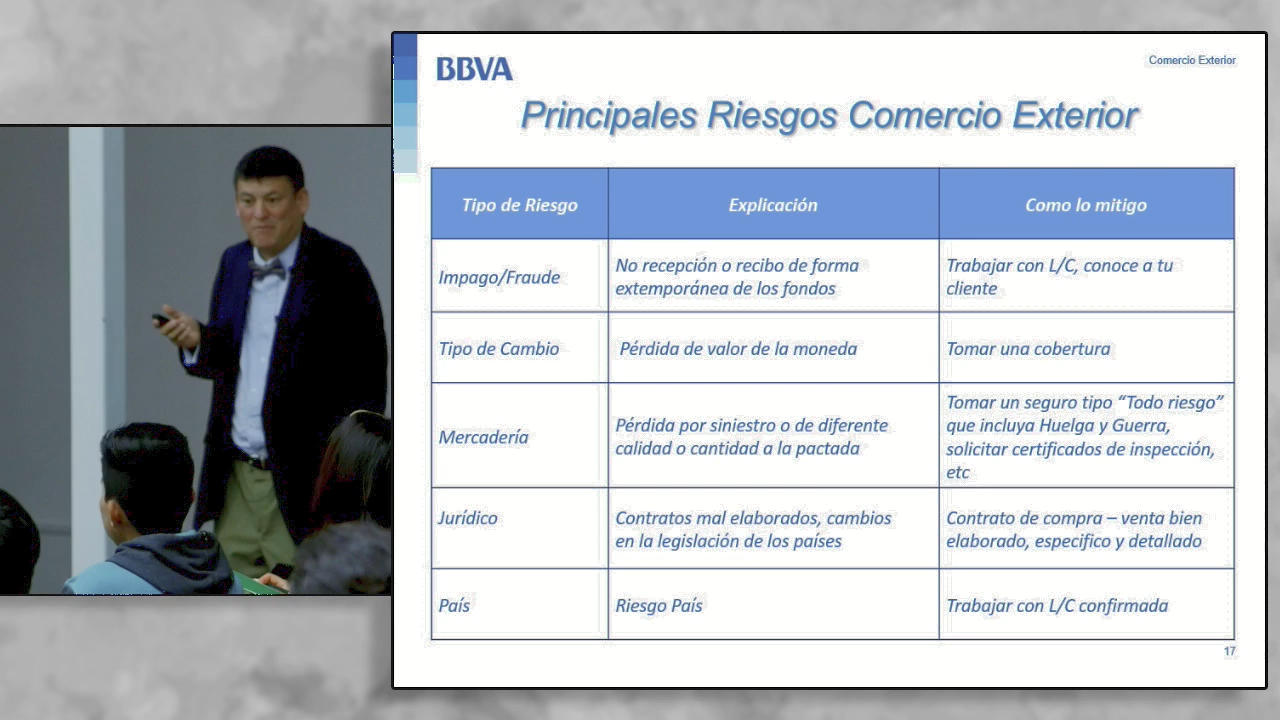 BBVA
Comercio Exterior
Principales Riesgos Comercio Exterior
Tipo de Riesgo
Explicación
Como lo mitigo
Impago/Fraude
No recepción o recibo de forma
extemporánea de los fondos
Trabajar con L/C, conoce a tu
cliente
Tipo de Cambio
Pérdida de valor de la moneda
Tomar una cobertura
Mercadería
Pérdida por siniestro o de diferente
calidad o cantidad a la pactada
Tomar un seguro tipo “Todo riesgo”
que incluya Huelga y Guerra,
solicitar certificados de inspección,
etc
Jurídico
Contratos mal elaborados, cambios
en la legislación de los países
Contrato de compra – venta bien
elaborado, especifico y detallado
País
Riesgo País
Trabajar con L/C confirmada
17